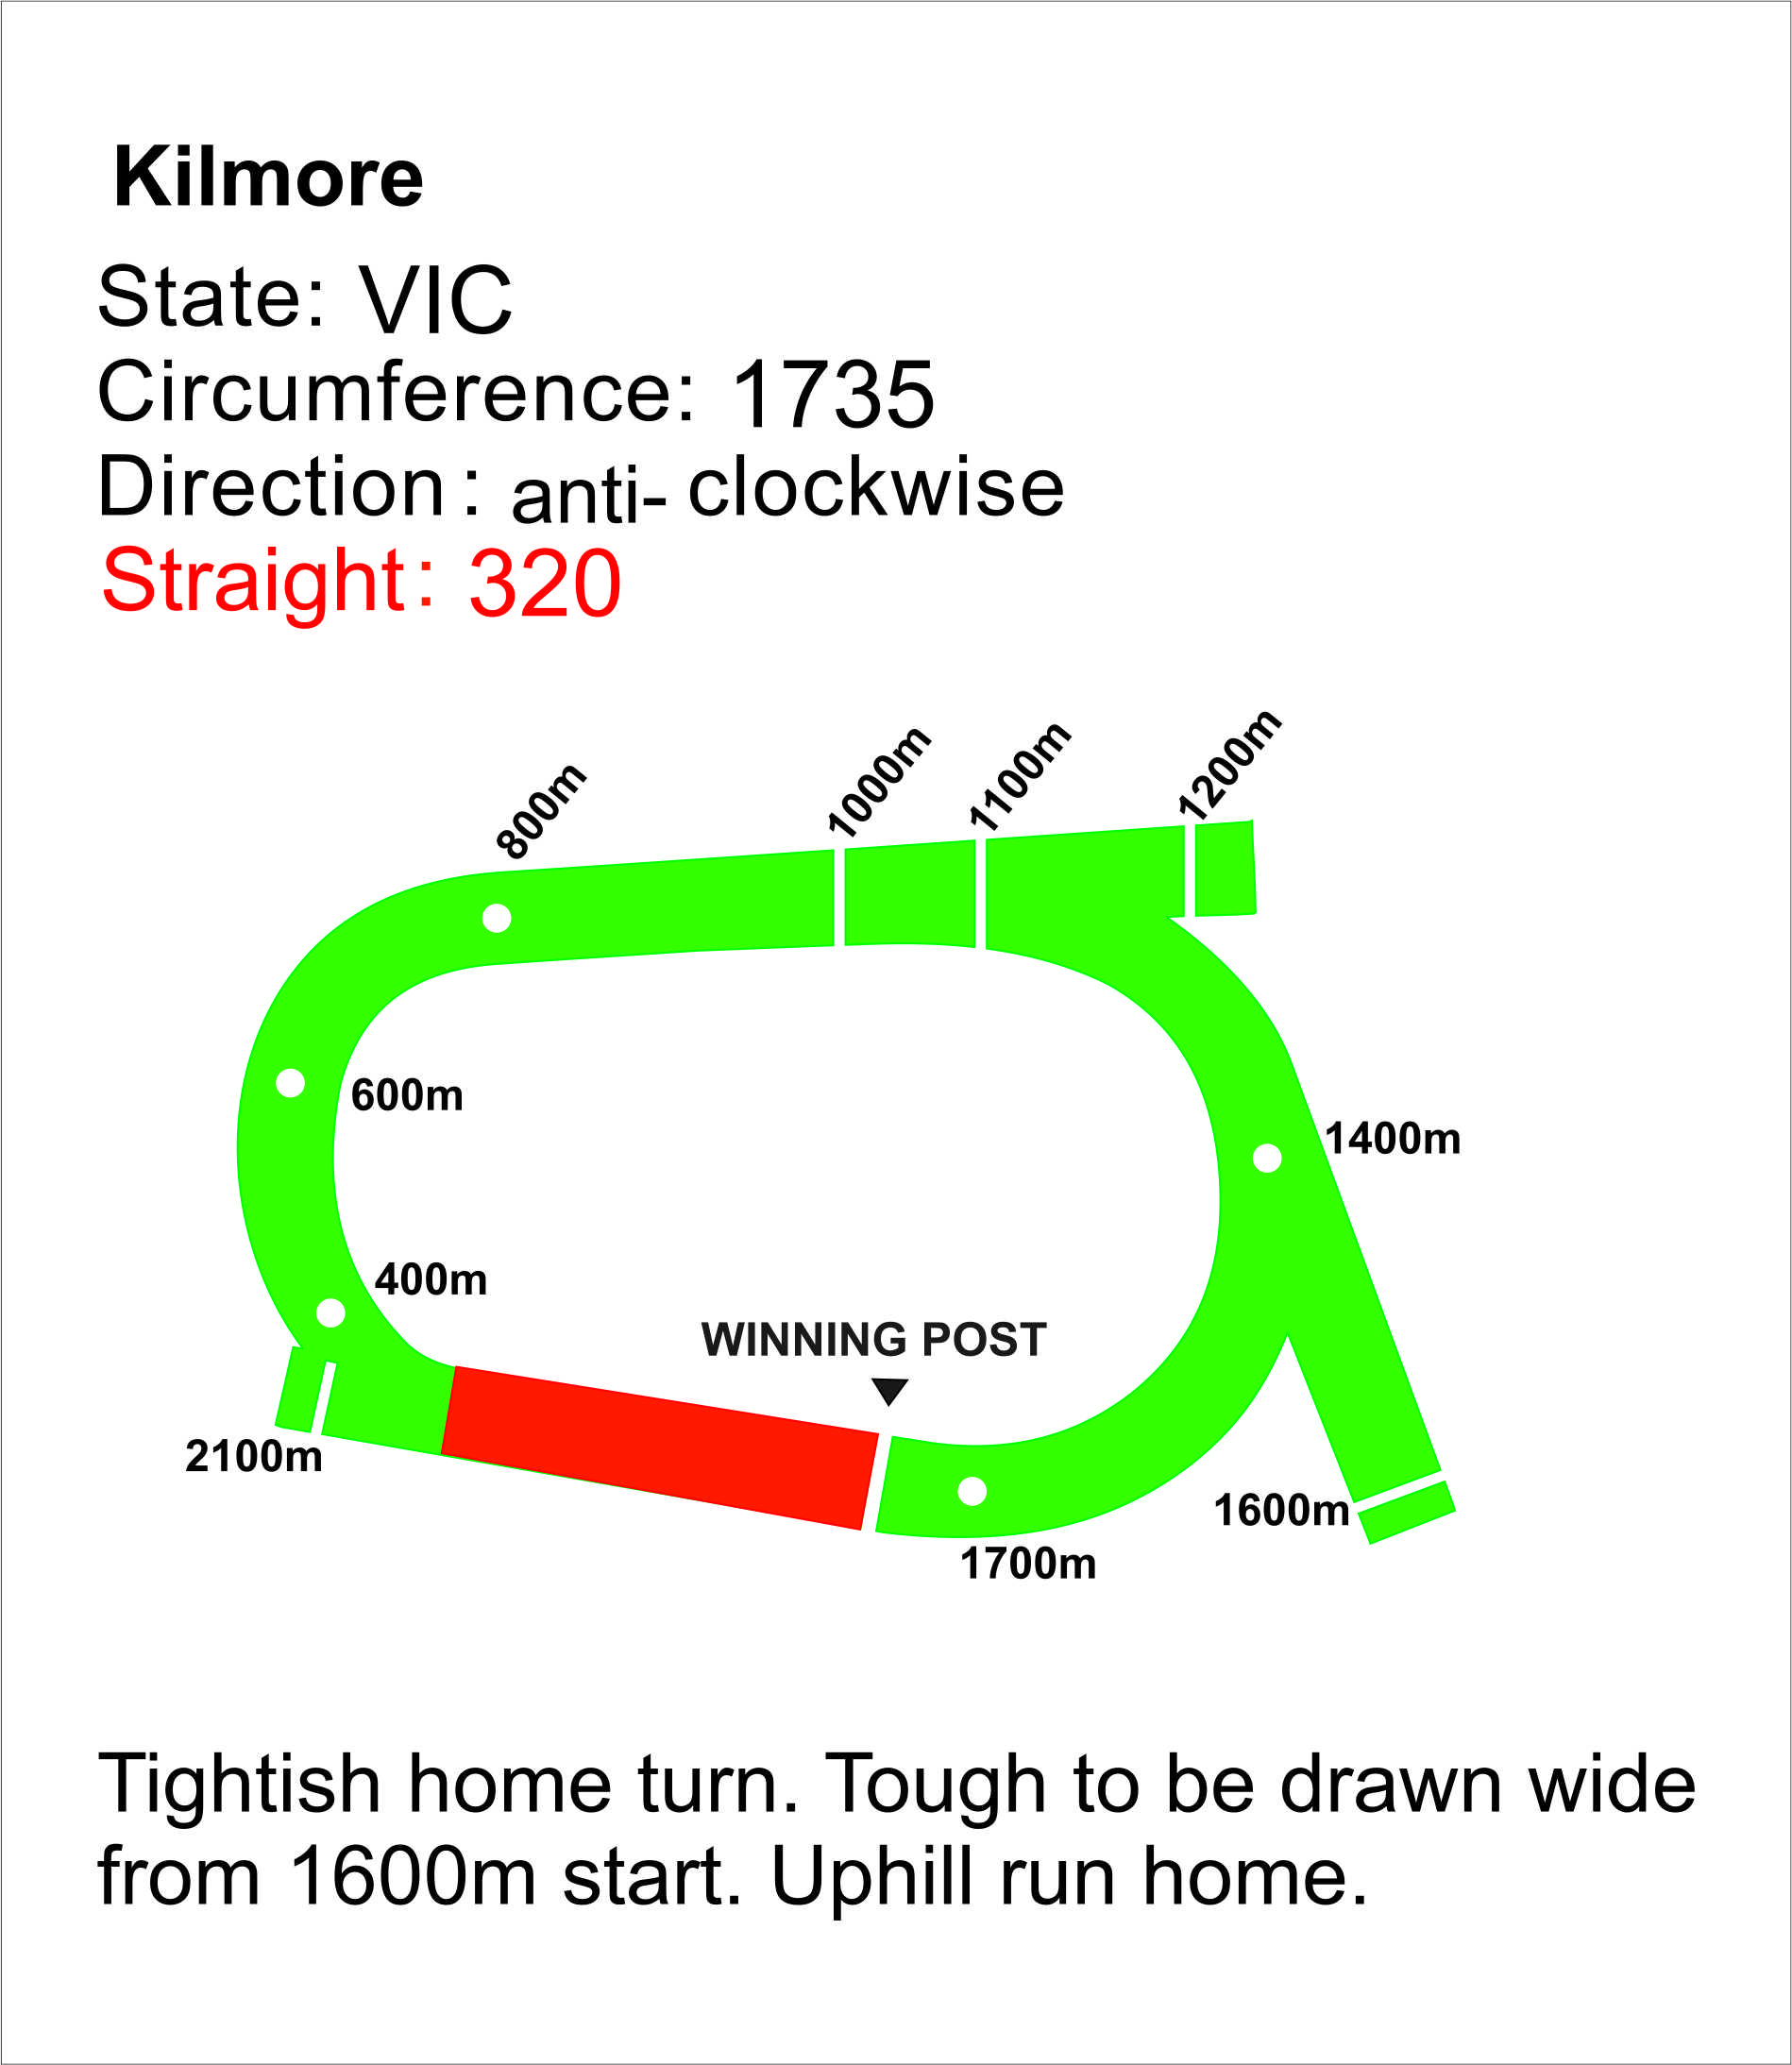 Kilmore
State: VIC
Circumference: 1735
Direction: anti- clockwise
Straight: 320
800m
1000m
1100m
1200m
600m
1400m
400m
WINNING POST
2100m
1600m
1700m
Tightish home turn. Tough to be drawn wide
from 1600m start. Uphill run home.